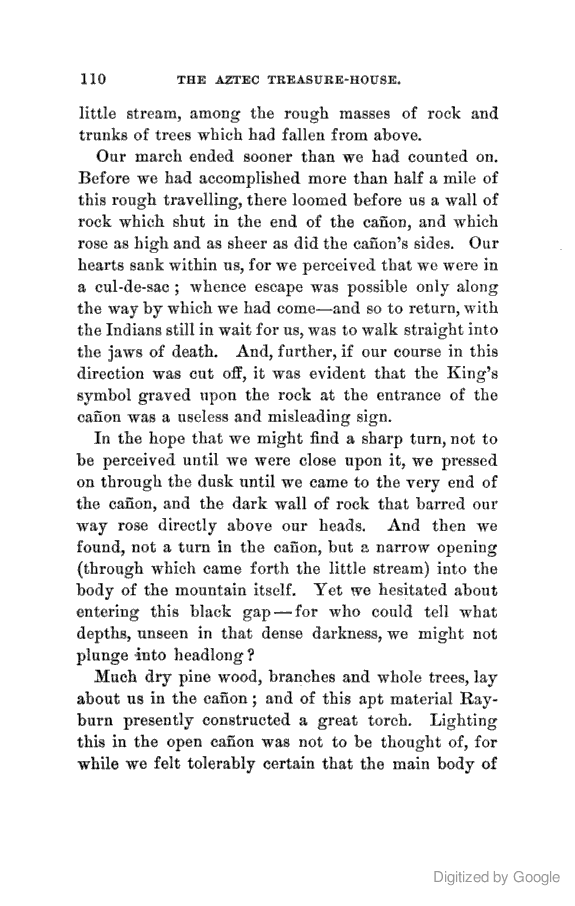 110 THE AZTEC TREASURE-HOUSE.
little stream, among the rough masses of rock and
trunks of trees which had fallen from above.
Our march ended sooner than we had counted on.
Before we had accomplished more than half a mile of
this rough travelling, there loomed before us a wall of
rock which shut in the end of the cañon, and which
rose as high and as sheer as did the cañon's sides. Our
hearts sank within us, for we perceived that we were in
a cul-de-sac ; whence escape was possible only along
the way by which we had come—and so to return, with
the Indians still in wait for us, was to walk straight into
the jaws of death. And, further, if our course in this
direction was cut off, it was evident that the King's
symbol graved upon the rock at the entrance of the
cañon was a useless and misleading sign.
In the hope that we might find a sharp turn, not to
be perceived until we were close upon it, we pressed
on through the dusk until we came to the very end of
the cañon, and the dark wall of rock that barred our
way rose directly above our heads. And then we
found, not a turn in the cañon, but a narrow opening
(through which came forth the little stream) into the
body of the mountain itself. Yet we hesitated about
entering this black gap—for who could tell what
depths, unseen in that dense darkness, we might not
plunge into headlong?
Much dry pine wood, branches and whole trees, lay
about us in the cañon ; and of this apt material Ray-
burn presently constructed a great torch. Lighting
this in the open cañon was not to be thought of, for
while we felt tolerably certain that the main body of
Digitized by Google